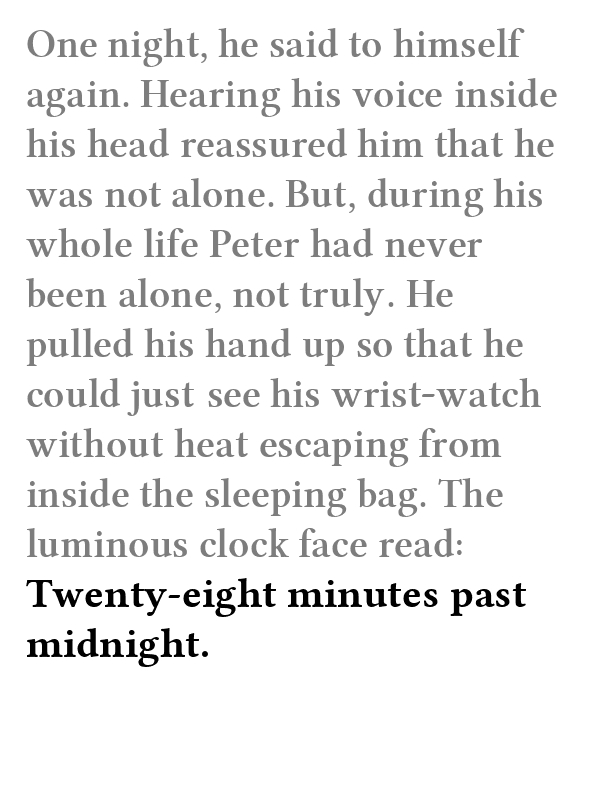 One night, he said to himself
again. Hearing his voice inside
his head reassured him that he
was not alone. But, during his
whole life Peter had never
been alone, not truly. He
pulled his hand up so that he
could just see his wrist-watch
without heat escaping from
inside the sleeping bag. The
luminous clock face read:
Twenty-eight minutes past
midnight.